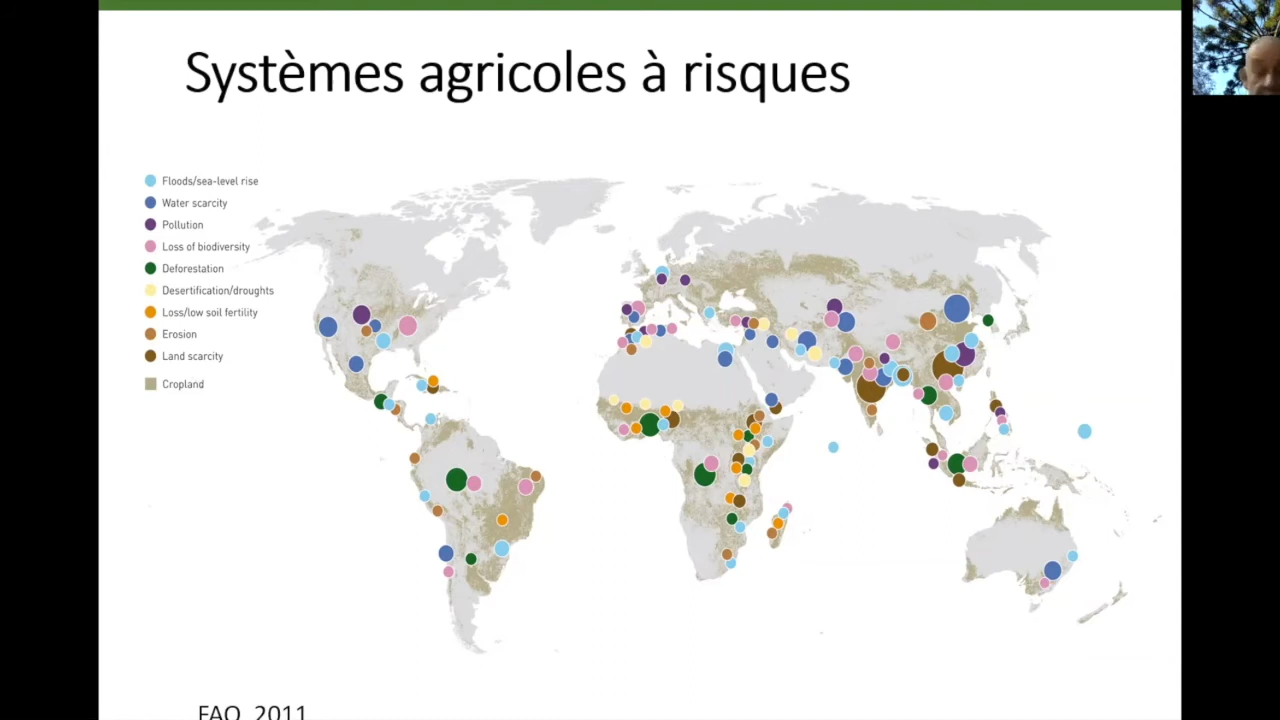 Systèmes agricoles à risques
Floods/sea-level rise
Water scarcity
Pollution
Loss of biodiversity
Deforestation
Desertification/droughts
Loss/low soil fertility
Erosion
Land scarcity
Cropland
FAO, 2011